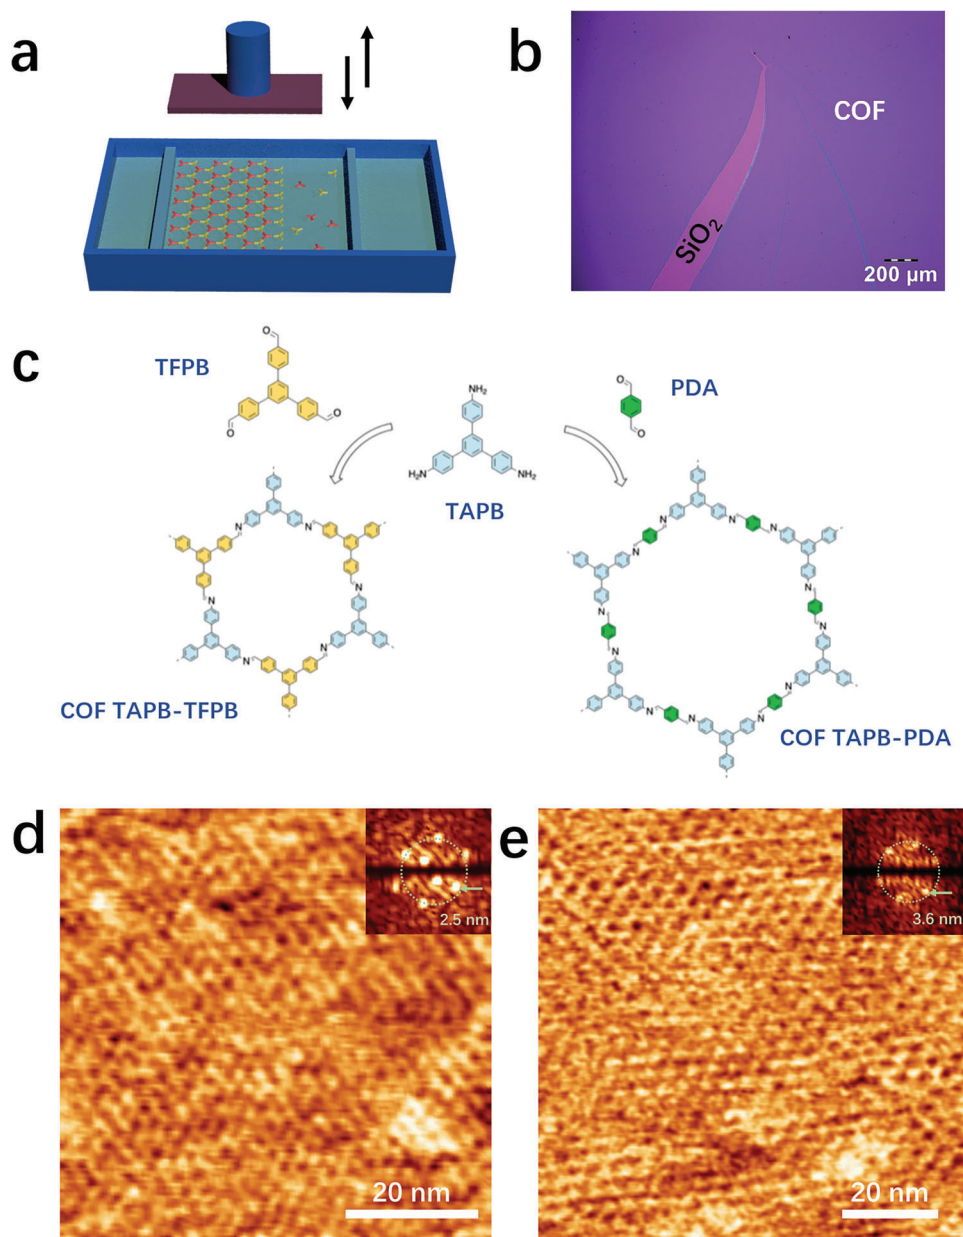 a
b
COF
SiO₂
200 μm
c
TFPB
O
O
O
NH₂
H₂N
NH₂
TAPB
PDA
O
O
N
N
N
N
N
N
COF TAPB-TFPB
N
N
N
N
N
N
N
N
N
N
N
N
COF TAPB-PDA
d
2.5 nm
20 nm
e
3.6 nm
20 nm